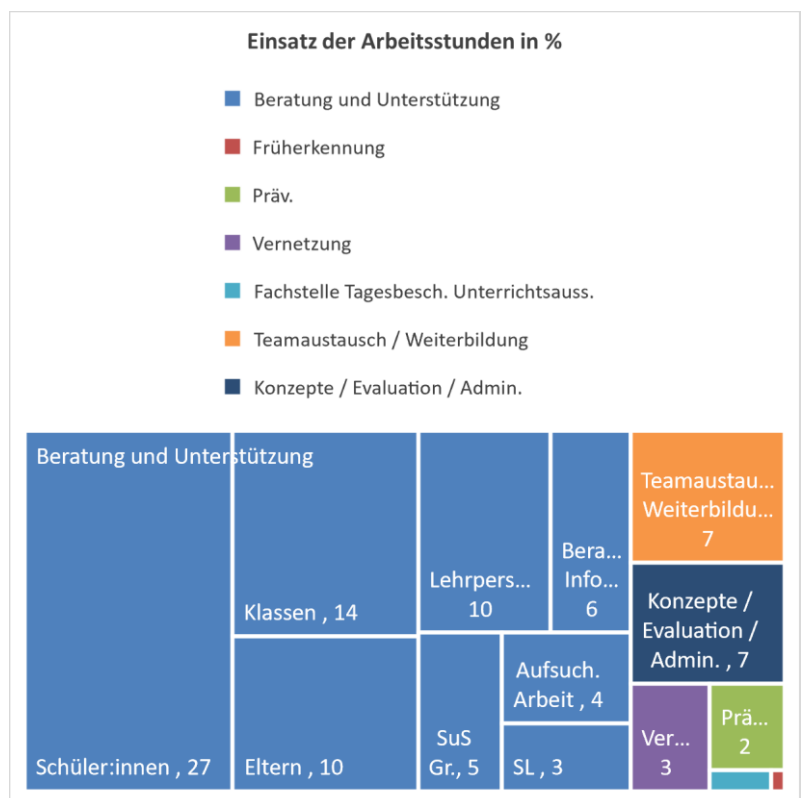 Einsatz der Arbeitsstunden in %
Beratung und Unterstützung
Früherkennung
Präv.
Vernetzung
Fachstelle Tagesbesch. Unterrichtsauss.
Teamaustausch / Weiterbildung
Konzepte / Evaluation / Admin.
Beratung und Unterstützung
Schüler:innen , 27
Klassen , 14
Eltern , 10
Lehrpers...
10
Bera...
Info...
6
SuS
Gr., 5
Aufsuch.
Arbeit , 4
SL , 3
Teamaustau...
Weiterbildu...
7
Konzepte /
Evaluation /
Admin. , 7
Ver...
3
Prä...
2